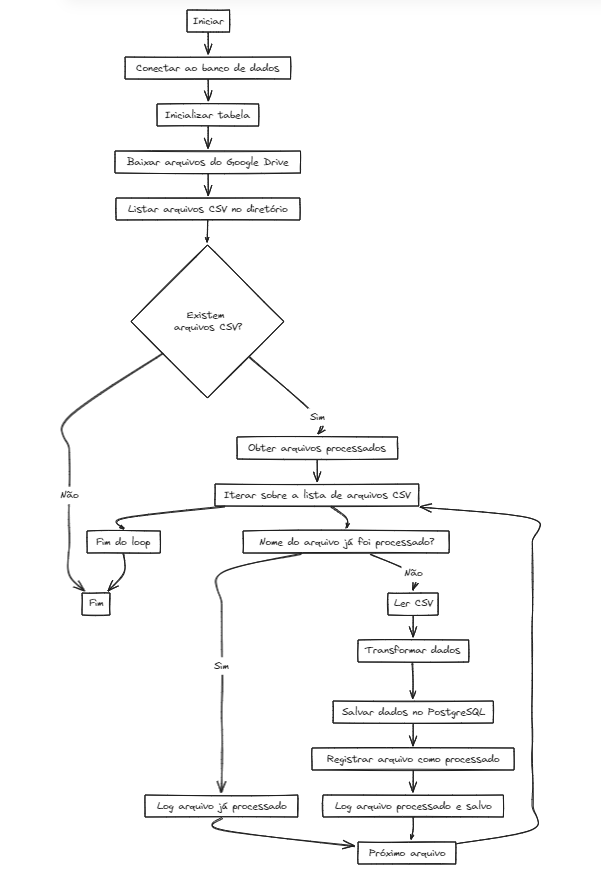 Iniciar
Conectar ao banco de dados
Inicializar tabela
Baixar arquivos do Google Drive
Listar arquivos CSV no diretório
Existem
arquivos CSV?
Sim
Obter arquivos processados
Não
Iterar sobre a lista de arquivos CSV
Fim do loop
Nome do arquivo já foi processado?
Não
Fim
Ler CSV
Transformar dados
Sim
Salvar dados no PostgreSQL
Registrar arquivo como processado
Log arquivo já processado
Log arquivo processado e salvo
Próximo arquivo